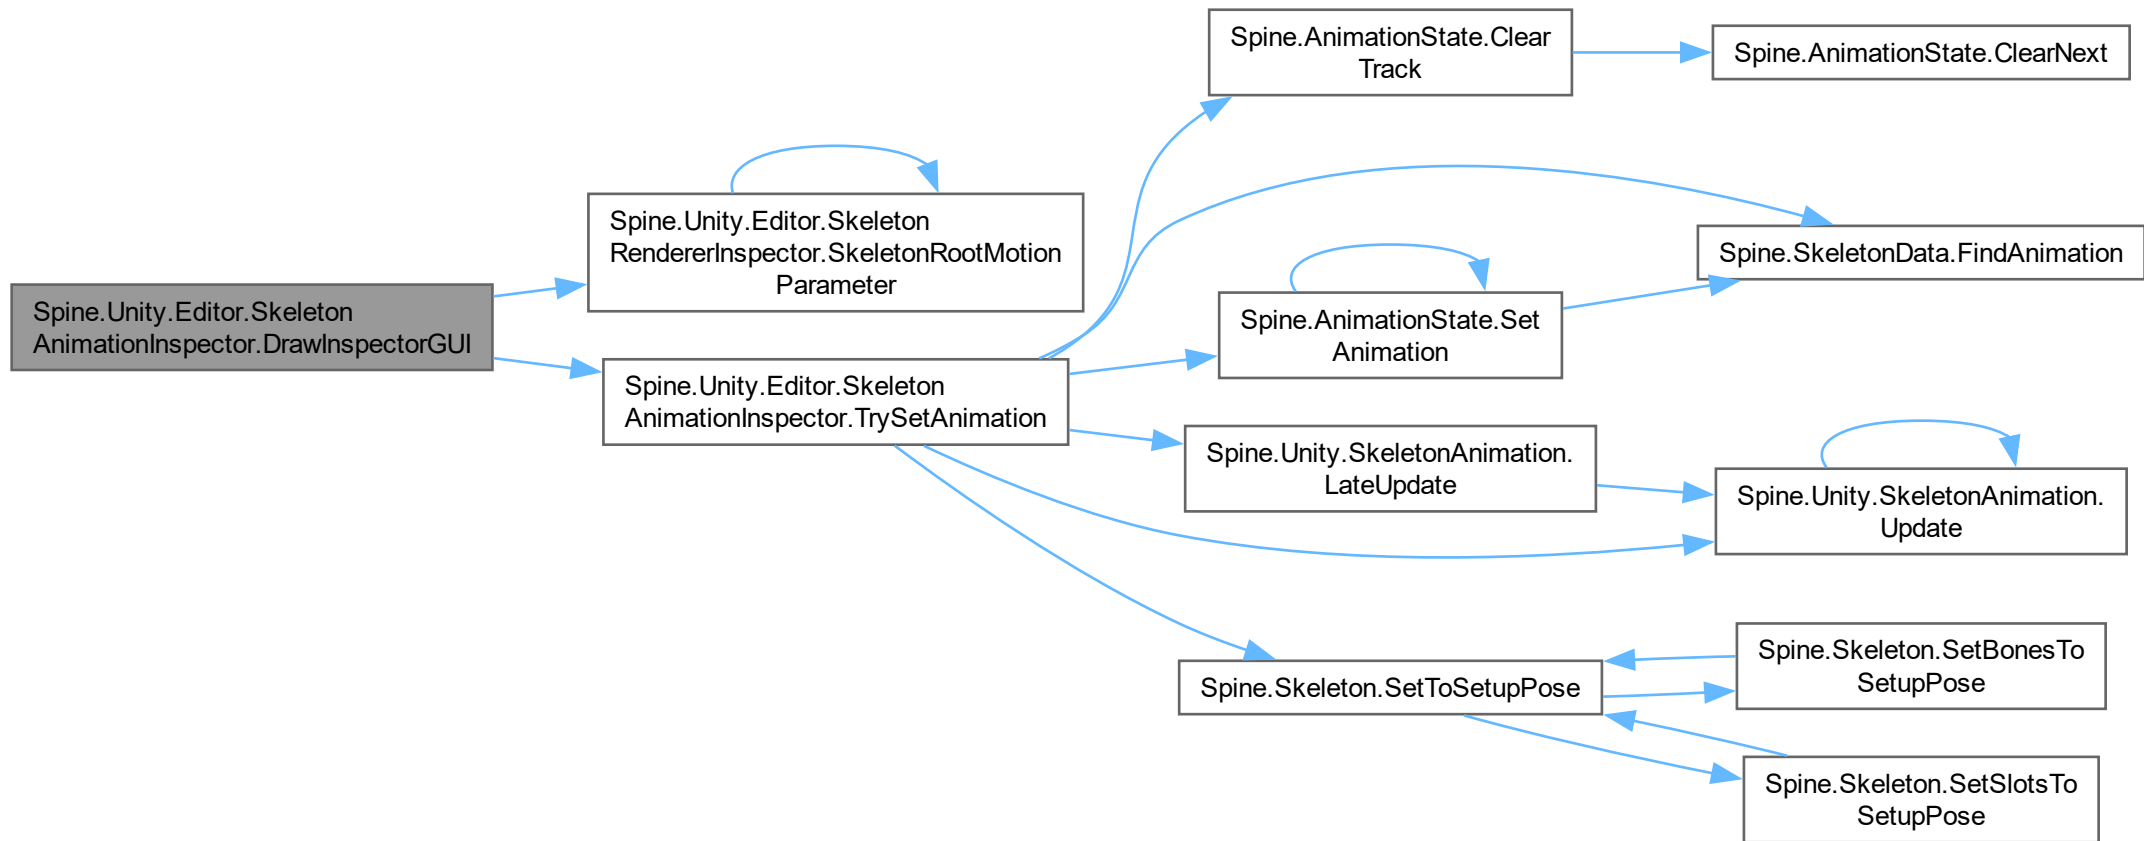 Spine.Unity.Editor.Skeleton
AnimationInspector.DrawInspectorGUI
Spine.Unity.Editor.Skeleton
RendererInspector.SkeletonRootMotion
Parameter
Spine.Unity.Editor.Skeleton
AnimationInspector.TrySetAnimation
Spine.AnimationState.Clear
Track
Spine.AnimationState.ClearNext
Spine.SkeletonData.FindAnimation
Spine.AnimationState.Set
Animation
Spine.Unity.SkeletonAnimation.
LateUpdate
Spine.Unity.SkeletonAnimation.
Update
Spine.Skeleton.SetToSetupPose
Spine.Skeleton.SetBonesTo
SetupPose
Spine.Skeleton.SetSlotsTo
SetupPose